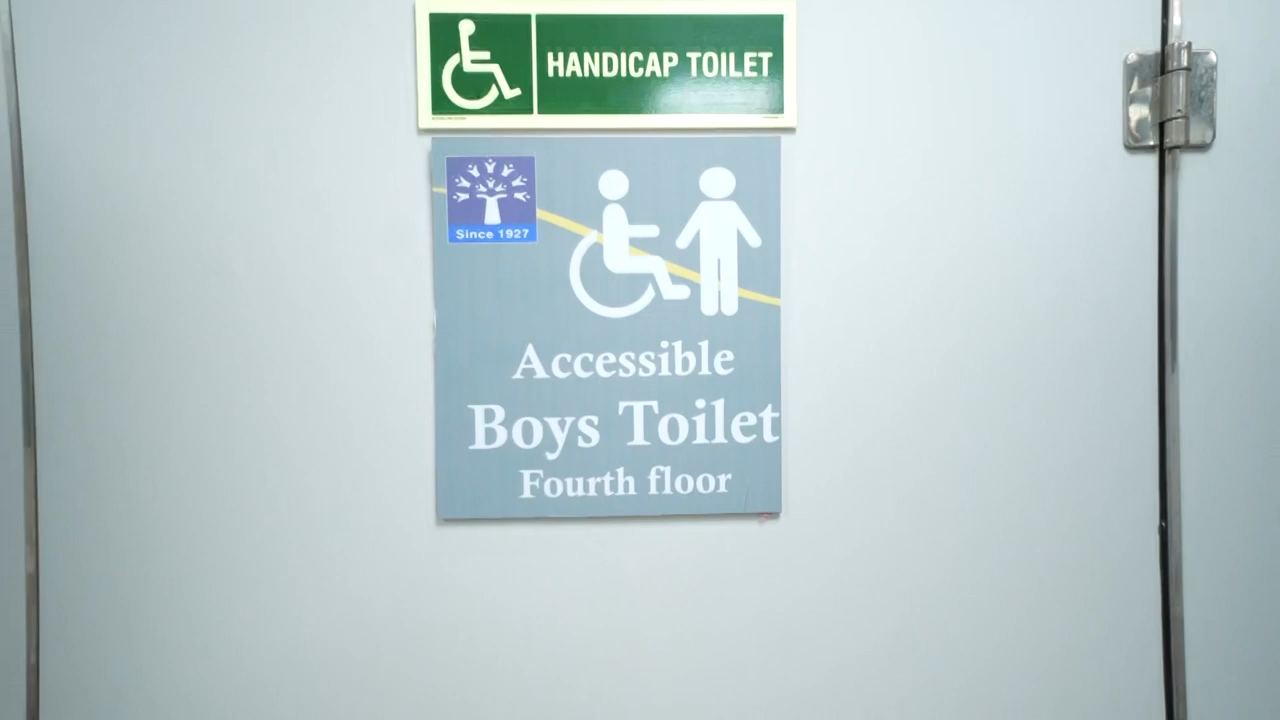 HANDICAP TOILET
Since 1927
Accessible
Boys Toilet
Fourth floor